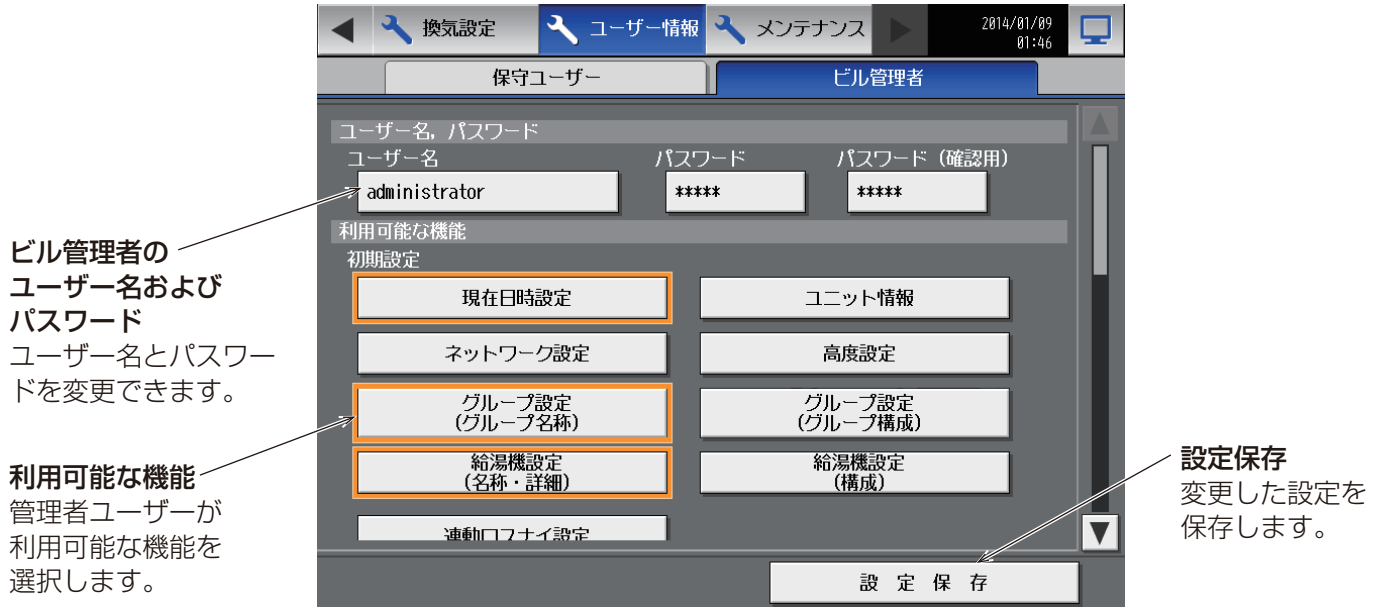 換気設定
ユーザー情報
メンテナンス
2014/01/09
01:46
保守ユーザー
ビル管理者
ユーザー名, パスワード
ユーザー名
パスワード
パスワード (確認用)
administrator
*****
*****
利用可能な機能
初期設定
現在日時設定
ユニット情報
ネットワーク設定
高度設定
グループ設定
(グループ名称)
グループ設定
(グループ構成)
給湯機設定
(名称・詳細)
給湯機設定
(構成)
連動ロスナイ設定
設 定 保 存
ビル管理者の
ユーザー名および
パスワード
ユーザー名とパスワー
ドを変更できます。
利用可能な機能
管理者ユーザーが
利用可能な機能を
選択します。
設定保存
変更した設定を
保存します。